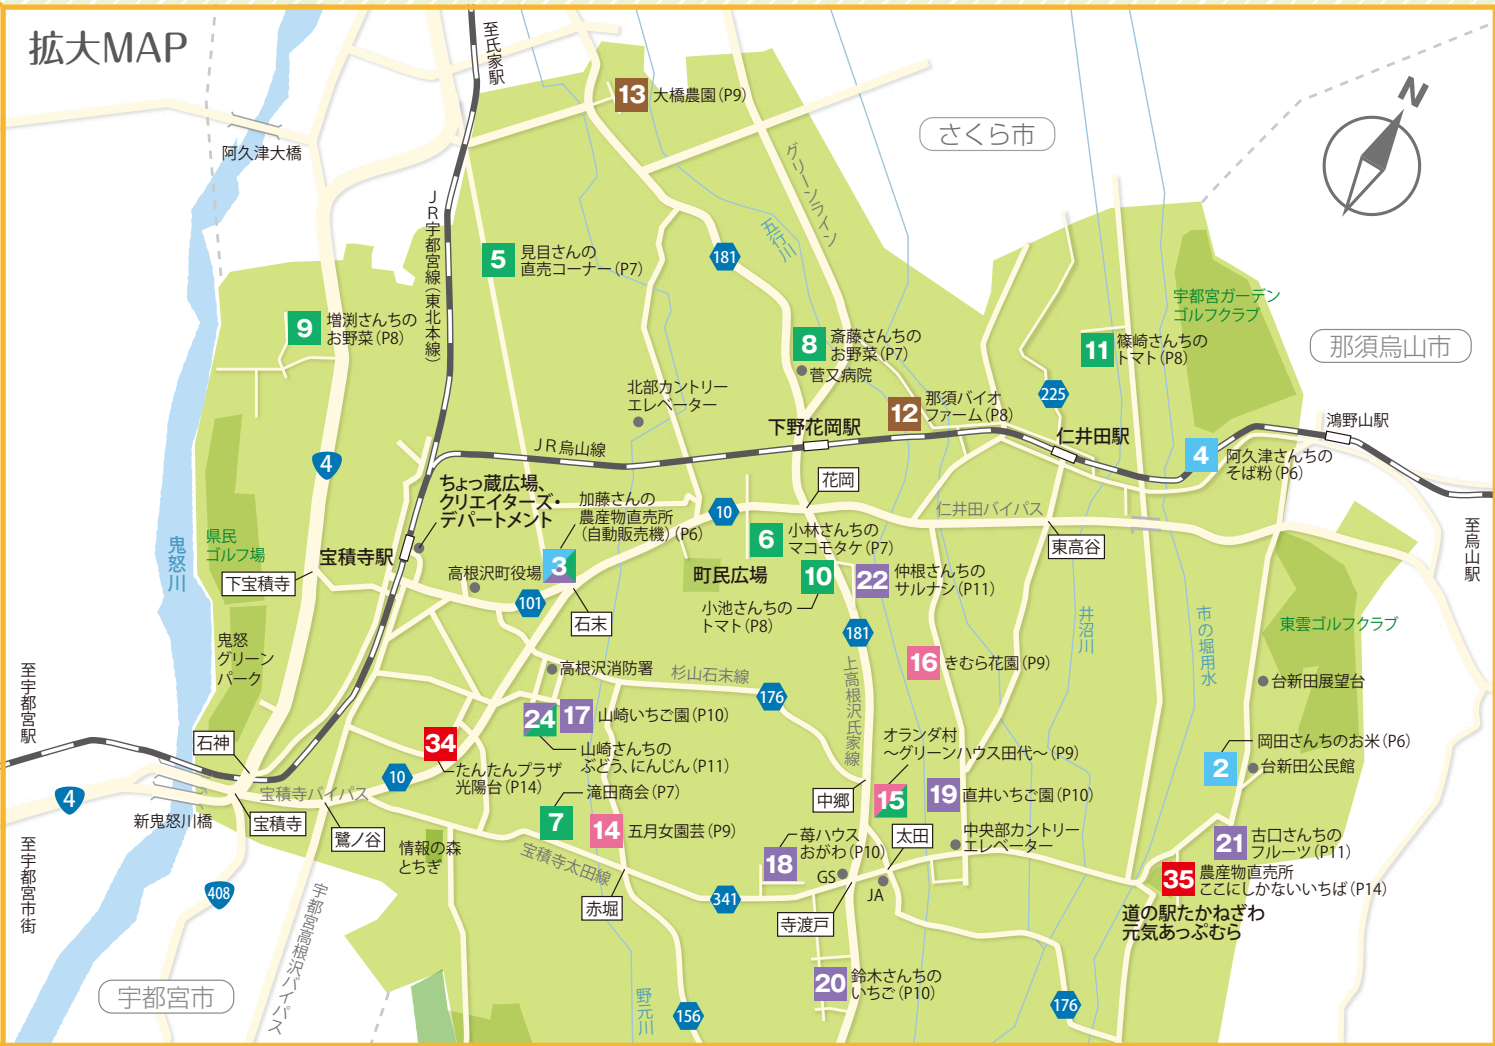 拡大MAP
至氏家駅
13
大橋農園(P9)
さくら市
N
阿久津大橋
グリーンライン
JR宇都宮線(東北本線)
五行川
181
5
見目さんの
直売コーナー(P7)
宇都宮ガーデン
ゴルフクラブ
9
増渕さんちの
お野菜(P8)
8
斎藤さんちの
お野菜(P7)
菅又病院
11
篠崎さんちの
トマト(P8)
那須烏山市
北部カントリー
エレベーター
12
那須バイオ
ファーム(P8)
225
下野花岡駅
仁井田駅
鴻野山駅
JR烏山線
4
4
阿久津さんちの
そば粉(P6)
ちょっ蔵広場、
クリエイターズ・
デパートメント
加藤さんの
農産物直売所
(自動販売機)(P6)
花岡
10
仁井田バイパス
至烏山駅
県民
ゴルフ場
鬼怒川
宝積寺駅
6
小林さんちの
マコモタケ(P7)
東高谷
下宝積寺
高根沢町役場
3
町民広場
10
22
仲根さんちの
サルナシ(P11)
101
石末
小池さんちの
トマト(P8)
181
井沼川
市の堀用水
東雲ゴルフクラブ
鬼怒
グリーン
パーク
高根沢消防署
杉山石末線
176
上高根沢氏家線
16
きむら花園(P9)
台新田展望台
至宇都宮駅
24
17
山崎いちご園(P10)
石神
34
山崎さんちの
ぶどう、にんじん(P11)
オランダ村
～グリーンハウス田代～(P9)
岡田さんちのお米(P6)
2
台新田公民館
たんたんプラザ
光陽台(P14)
10
4
宝積寺バイパス
滝田商会(P7)
中郷
15
19
直井いちご園(P10)
新鬼怒川橋
宝積寺
鷺ノ谷
7
14
五月女園芸(P9)
苺ハウス
おがわ(P10)
太田
中央部カントリー
エレベーター
21
古口さんちの
フルーツ(P11)
至宇都宮市街
情報の森
とちぎ
宝積寺太田線
18
GS
JA
35
農産物直売所
ここにしかないいちば(P14)
408
宇都宮高根沢バイパス
赤堀
341
寺渡戸
道の駅たかねざわ
元気あっぷむら
宇都宮市
野元川
156
20
鈴木さんちの
いちご(P10)
176